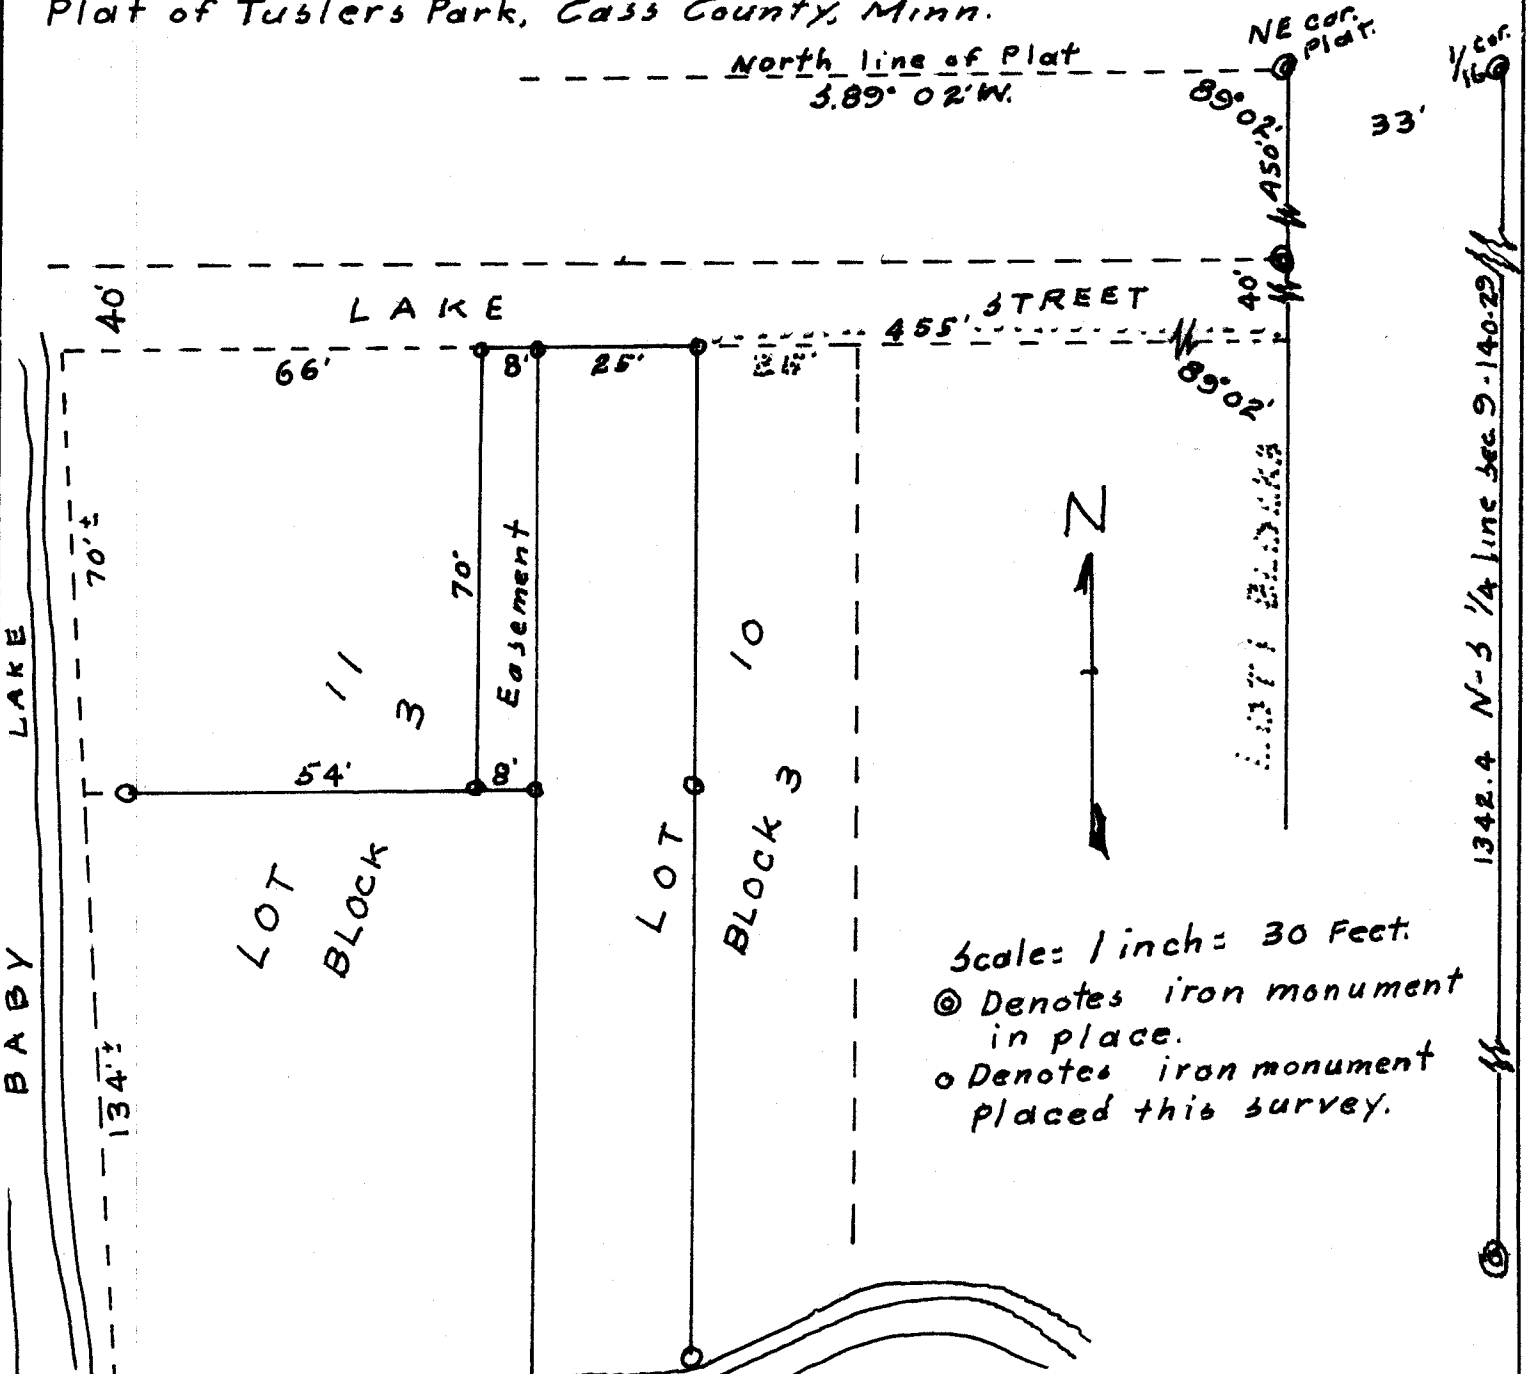 Plat of Tuslers Park, Cass County, Minn.
NE cor.
Plat.
1/16 cor.
North line of Plat
S.89° 02' W.
89° 02'
450'
33'
40'
LAKE STREET
40'
455'
66'
8'
25'
25'
89° 02'
70'±
70'
Easement
11
3
10
54'
8'
LOT
BLOCK
LOT
BLOCK 3
N
1342.4 N-S 1/4 line Sec. 9-140-29
BABY LAKE
134'±
Scale: 1 inch = 30 Feet.
Denotes iron monument
in place.
Denotes iron monument
placed this survey.